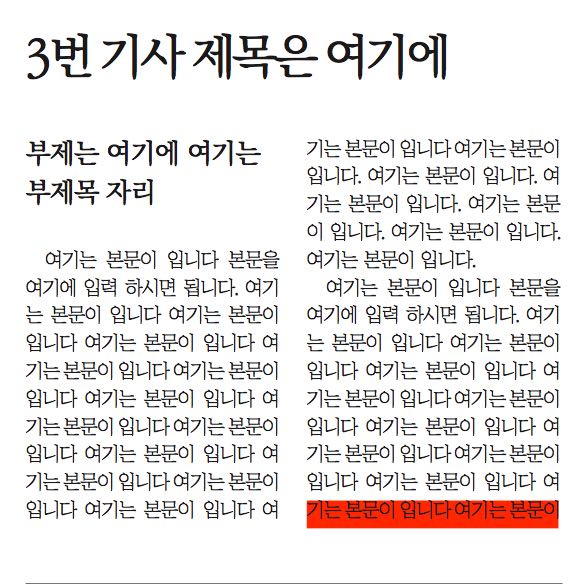 3번 기사 제목은 여기에
부제는 여기에 여기는
부제목 자리
여기는 본문이 입니다 본문을
여기에 입력 하시면 됩니다. 여기
는 본문이 입니다 여기는 본문이
입니다 여기는 본문이 입니다 여
기는 본문이 입니다 여기는 본문이
입니다 여기는 본문이 입니다 여
기는 본문이 입니다 여기는 본문이
입니다 여기는 본문이 입니다 여
기는 본문이 입니다 여기는 본문이
입니다 여기는 본문이 입니다 여
기는 본문이 입니다 여기는 본문이
입니다. 여기는 본문이 입니다. 여
기는 본문이 입니다. 여기는 본문
이 입니다. 여기는 본문이 입니다.
여기는 본문이 입니다.
여기는 본문이 입니다 본문을
여기에 입력 하시면 됩니다. 여기
는 본문이 입니다 여기는 본문이
입니다 여기는 본문이 입니다 여
기는 본문이 입니다 여기는 본문이
입니다 여기는 본문이 입니다 여
기는 본문이 입니다 여기는 본문이
입니다 여기는 본문이 입니다 여
기는 본문이 입니다 여기는 본문이